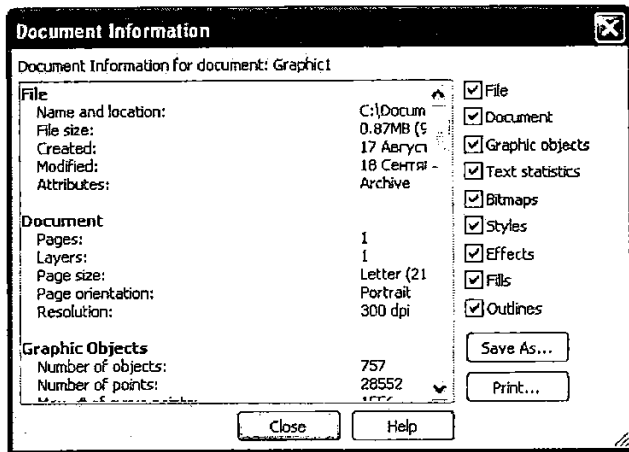 Document Information
Document Information for document: Graphic1
File
Name and location: C:\Docum
File size: 0.87MB (9
Created: 17 Август
Modified: 18 Сентя
Attributes: Archive
Document
Pages: 1
Layers: 1
Page size: Letter (21
Page orientation: Portrait
Resolution: 300 dpi
Graphic Objects
Number of objects: 757
Number of points: 28552
File
Document
Graphic objects
Text statistics
Bitmaps
Styles
Effects
Fills
Outlines
Save As...
Print...
Close
Help